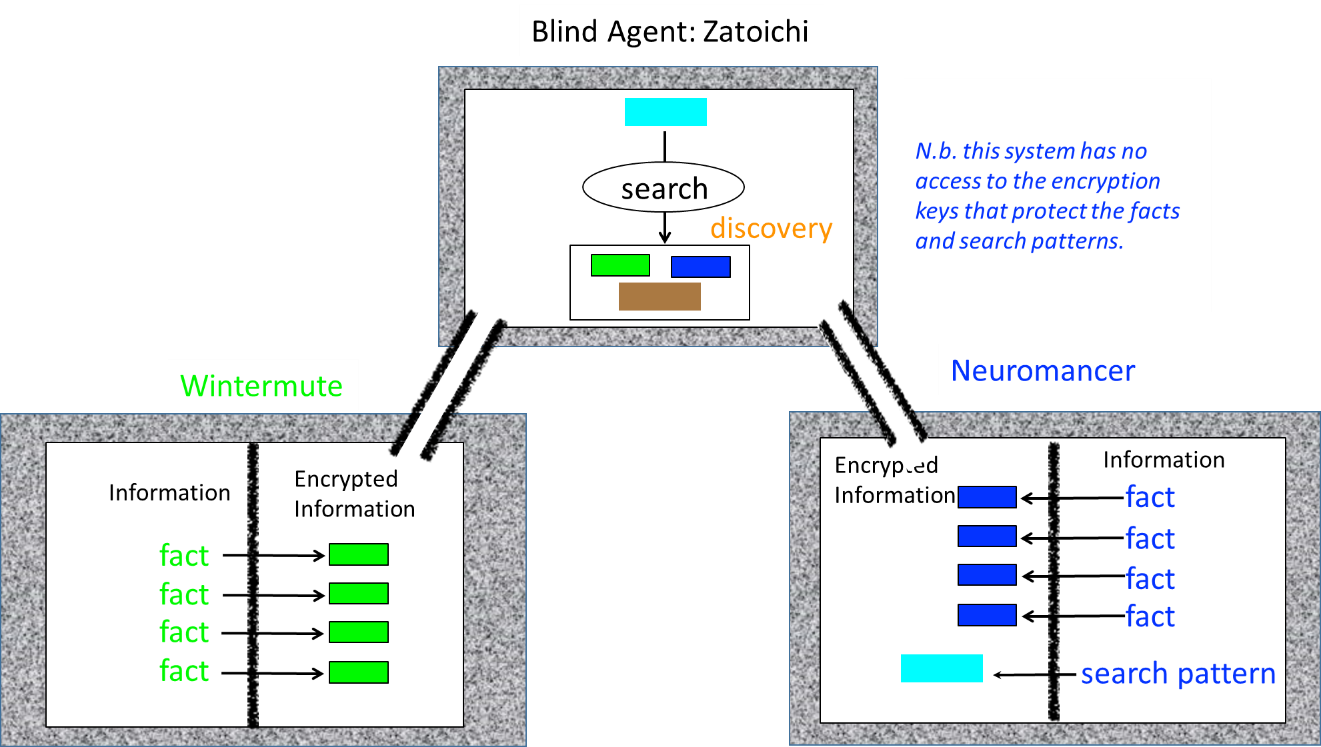 Blind Agent: Zatoichi
search
discovery
N.b. this system has no
access to the encryption
keys that protect the facts
and search patterns.
Wintermute
Information
Encrypted
Information
fact
fact
fact
fact
Neuromancer
Encrypted
Information
Information
fact
fact
fact
fact
search pattern